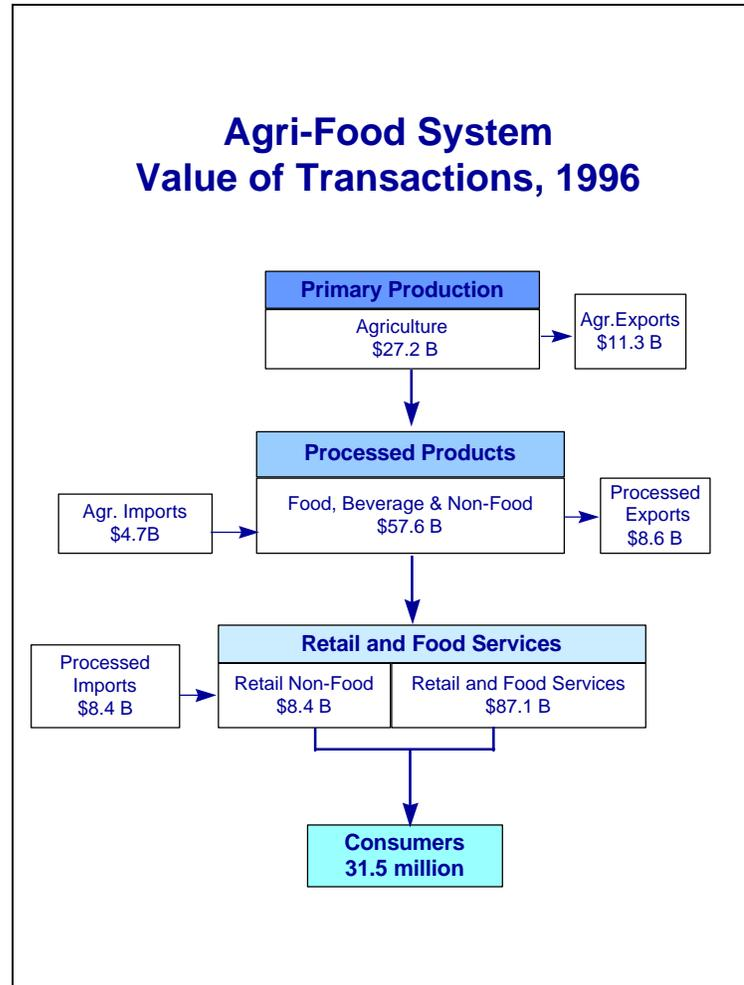 Agri-Food System
Value of Transactions, 1996
Primary Production
Agriculture
$27.2 B
Agr.Exports
$11.3 B
Processed Products
Food, Beverage & Non-Food
$57.6 B
Agr. Imports
$4.7B
Processed
Exports
$8.6 B
Retail and Food Services
Processed
Imports
$8.4 B
Retail Non-Food
$8.4 B
Retail and Food Services
$87.1 B
Consumers
31.5 million